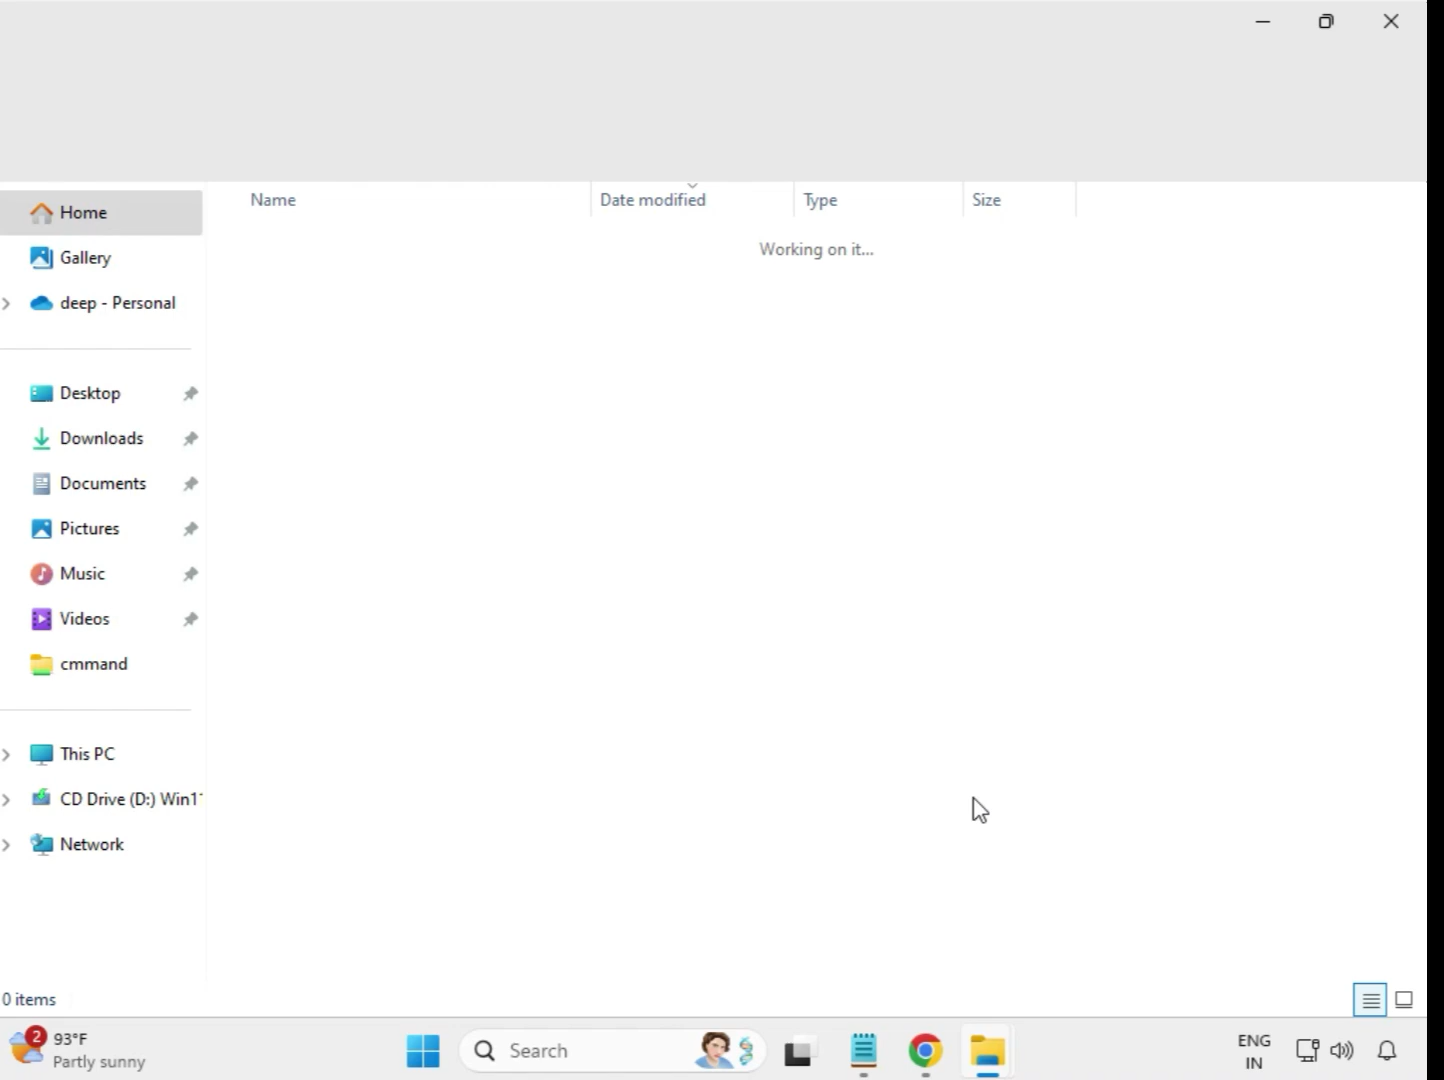 Name Date modified Type Size
Working on it...
Home
Gallery
deep - Personal
Desktop
Downloads
Documents
Pictures
Music
Videos
cmmand
This PC
CD Drive (D:) Win1
Network
0 items
2
93°F
Partly sunny
Search
ENG
IN